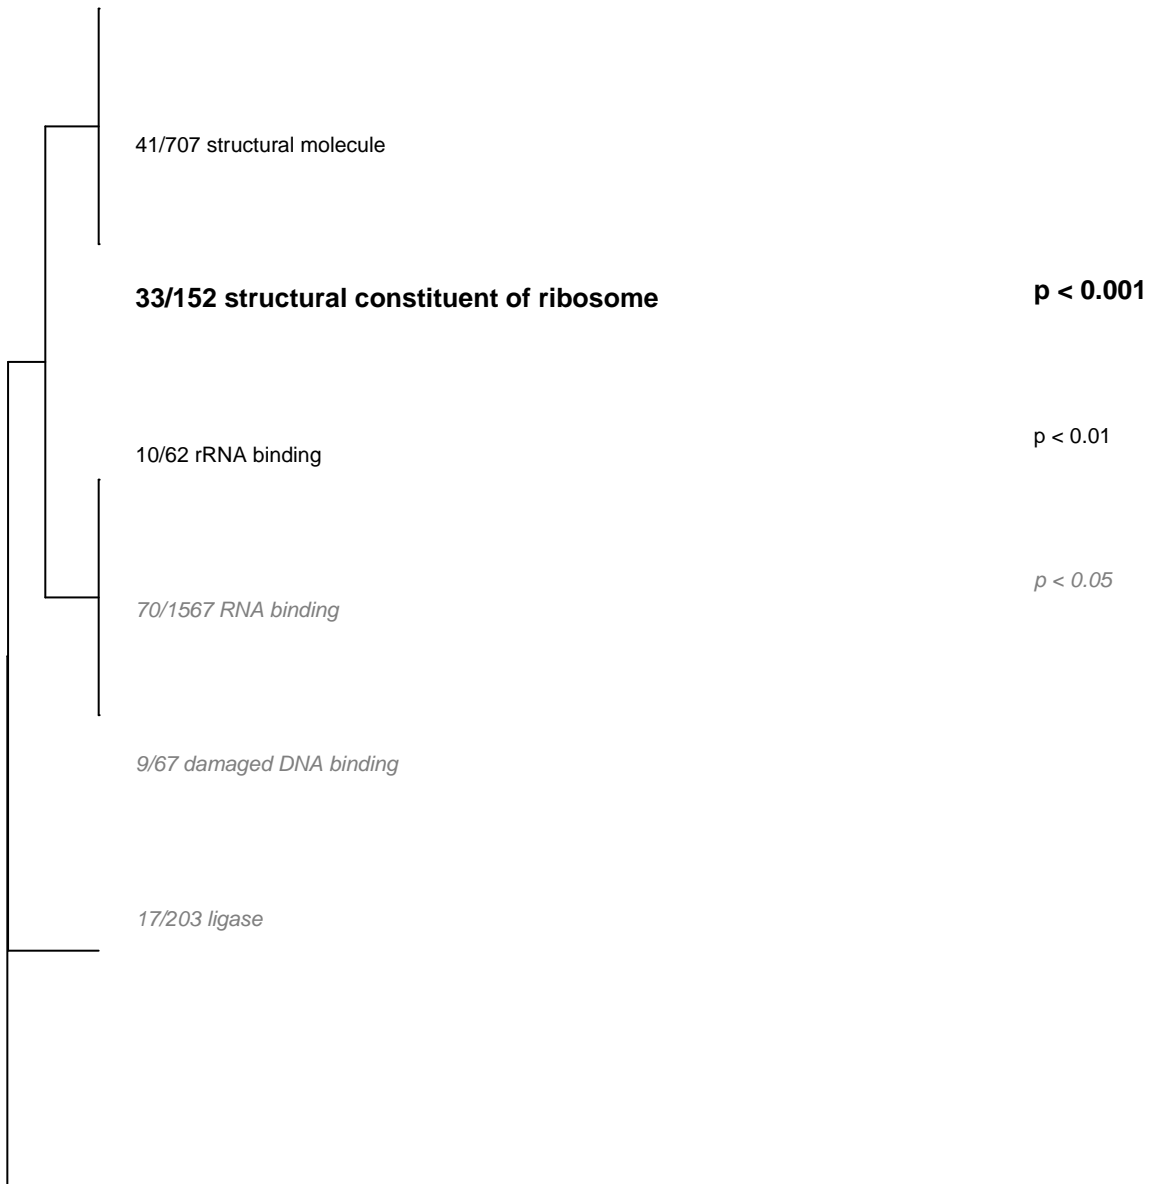 41/707 structural molecule
33/152 structural constituent of ribosome
p < 0.001
10/62 rRNA binding
p < 0.01
70/1567 RNA binding
p < 0.05
9/67 damaged DNA binding
17/203 ligase